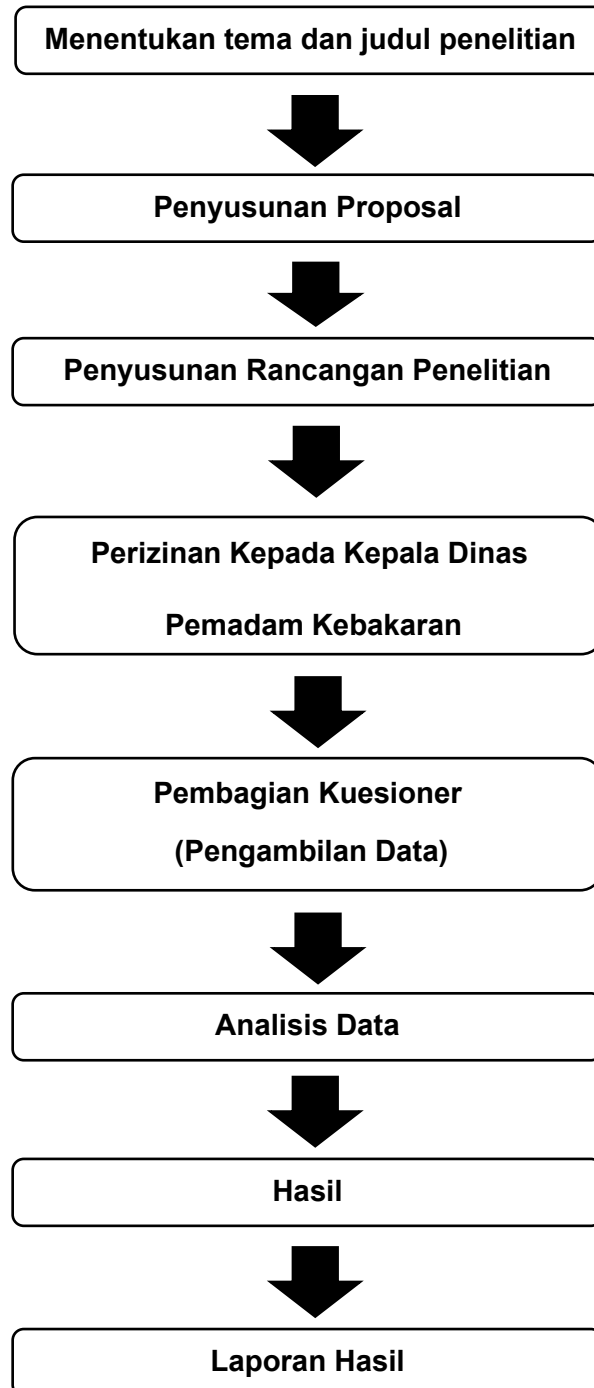 Menentukan tema dan judul penelitian
Penyusunan Proposal
Penyusunan Rancangan Penelitian
Perizinan Kepada Kepala Dinas
Pemadam Kebakaran
Pembagian Kuesioner
(Pengambilan Data)
Analisis Data
Hasil
Laporan Hasil